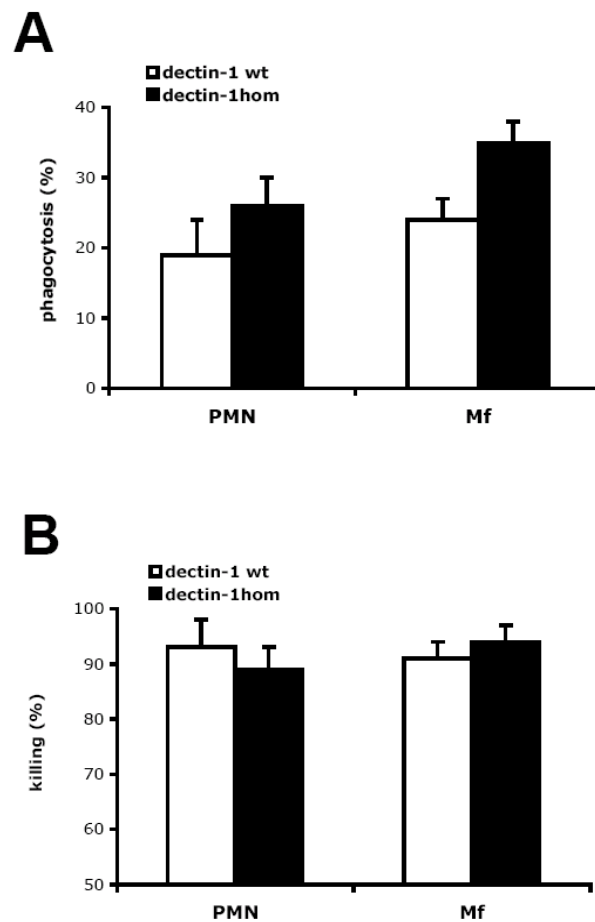 A
dectin-1 wt
dectin-1hom
40
30
20
10
0
phagocytosis (%)
PMN Mf
B
dectin-1 wt
dectin-1hom
100
90
80
70
60
50
killing (%)
PMN Mf